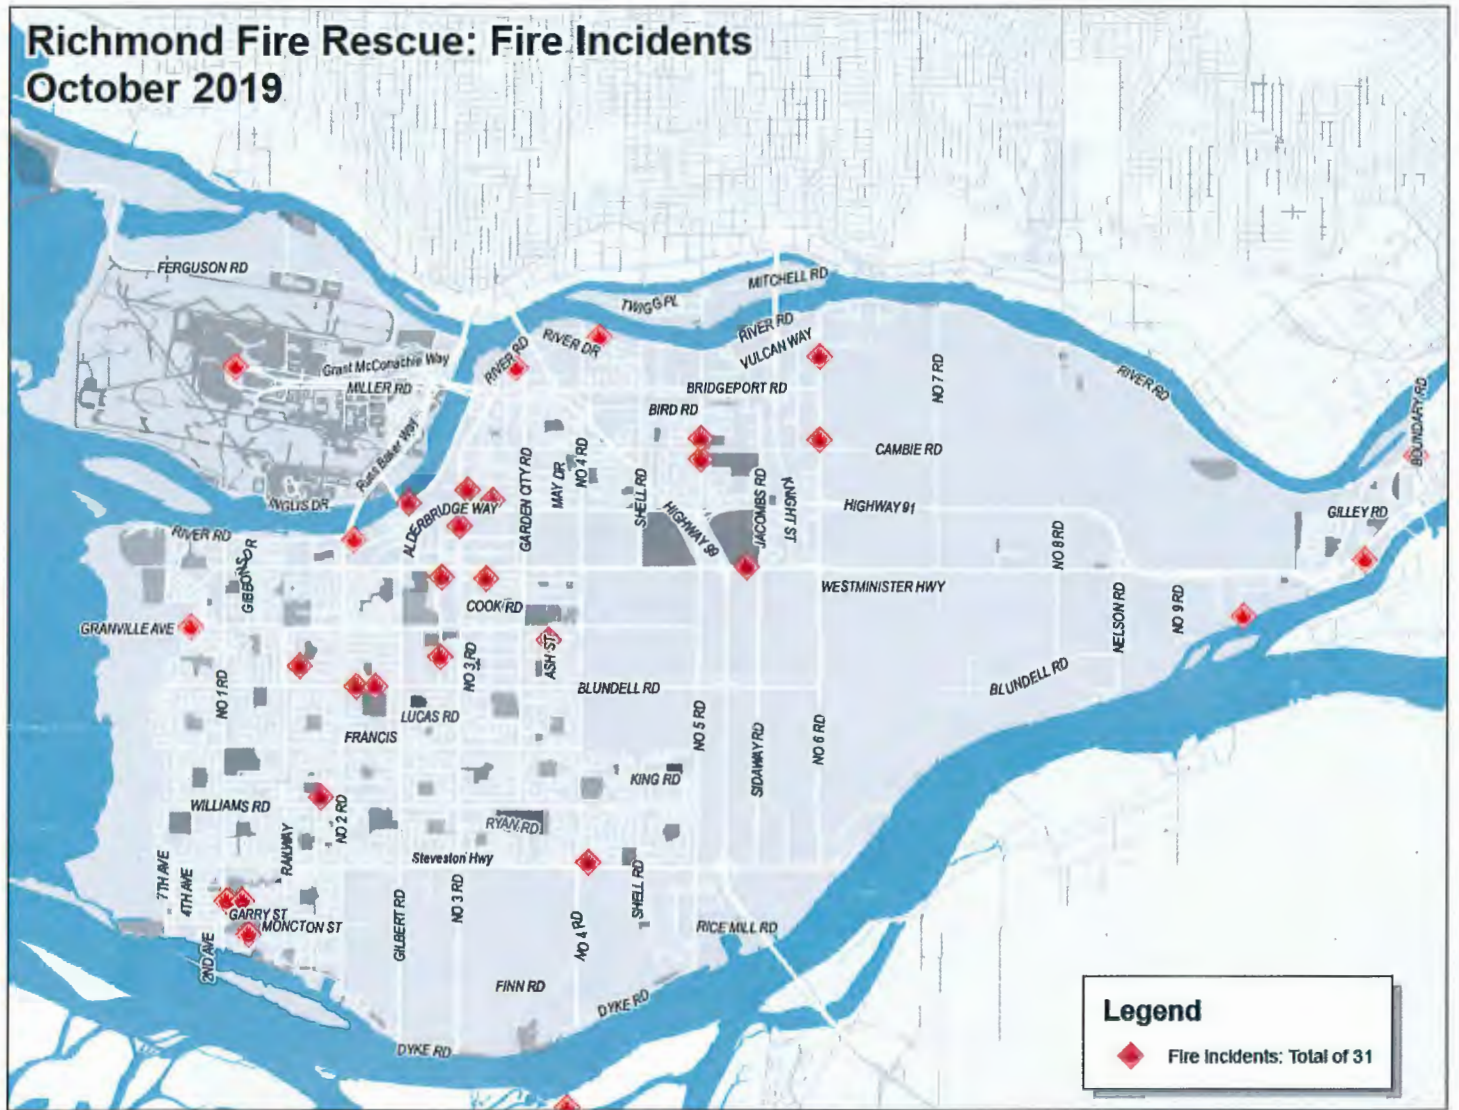 Richmond Fire Rescue: Fire Incidents
October 2019
FERGUSON RD
MITCHELL RD
TWIGG PL
RIVER RD
VULCAN WAY
RIVER DR
RIVER RD
Grant McConachie Way
MILLER RD
BRIDGEPORT RD
NO 7 RD
RIVER RD
BOUNDARY RD
BIRD RD
Russ Baker Way
CAMBIE RD
GARDEN CITY RD
MAY DR
NO 4 RD
SHELL RD
JACOBS RD
KNIGHT ST
INGLIS DR
HIGHWAY 91
GILLEY RD
ALDERBRIDGE WAY
HIGHWAY 99
RIVER RD
GIBBONS DR
NO 8 RD
WESTMINISTER HWY
NELSON RD
NO 9 RD
COOK RD
GRANVILLE AVE
ASH ST
NO 3 RD
NO 1 RD
BLUNDELL RD
BLUNDELL RD
LUCAS RD
FRANCIS
NO 5 RD
SIDAWAY RD
NO 6 RD
KING RD
WILLIAMS RD
NO 2 RD
RYAN RD
RAILWAY
Steveston Hwy
7TH AVE
4TH AVE
GILBERT RD
NO 3 RD
SHELL RD
GARRY ST
MONCTON ST
NO 4 RD
RICE MILL RD
2ND AVE
FINN RD
DYKE RD
DYKE RD
Legend
Fire Incidents: Total of 31